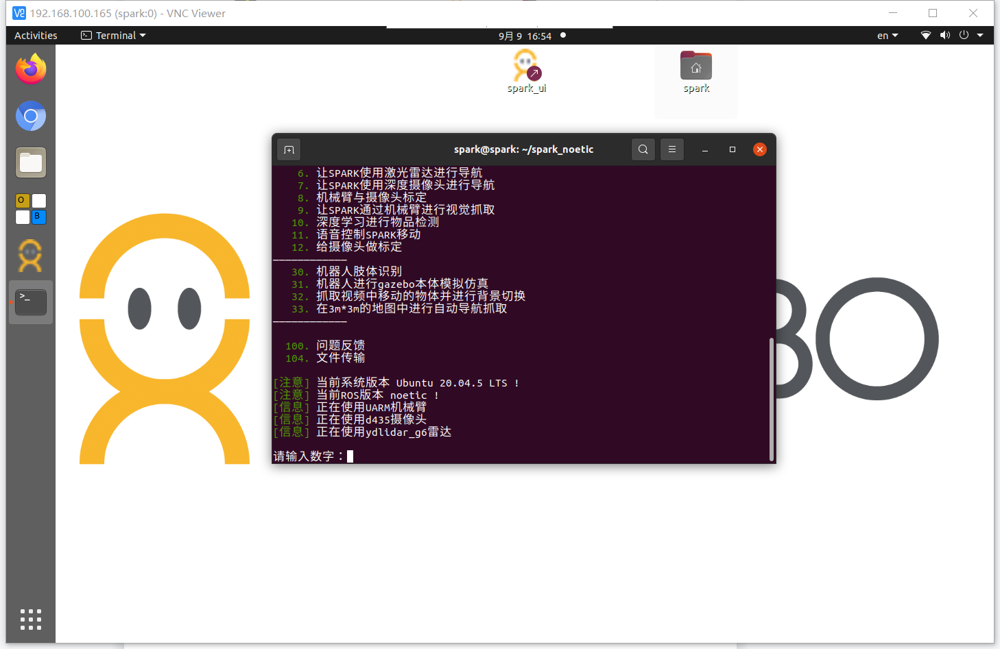 192.168.100.165 (spark:0) - VNC Viewer
Activities
Terminal
9月 9 16:54
en
spark_ui
spark
O
B
>_
spark@spark: ~/spark_noetic
6. 让SPARK使用激光雷达进行导航
7. 让SPARK使用深度摄像头进行导航
8. 机械臂与摄像头标定
9. 让SPARK通过机械臂进行视觉抓取
10. 深度学习进行物品检测
11. 语音控制SPARK移动
12. 给摄像头做标定
————————————
30. 机器人肢体识别
31. 机器人进行gazebo本体模拟仿真
32. 抓取视频中移动的物体并进行背景切换
33. 在3m*3m的地图中进行自动导航抓取
————————————
100. 问题反馈
104. 文件传输
[注意] 当前系统版本 Ubuntu 20.04.5 LTS !
[注意] 当前ROS版本 noetic !
[信息] 正在使用UARM机械臂
[信息] 正在使用d435摄像头
[信息] 正在使用ydlidar_g6雷达
请输入数字：
BO